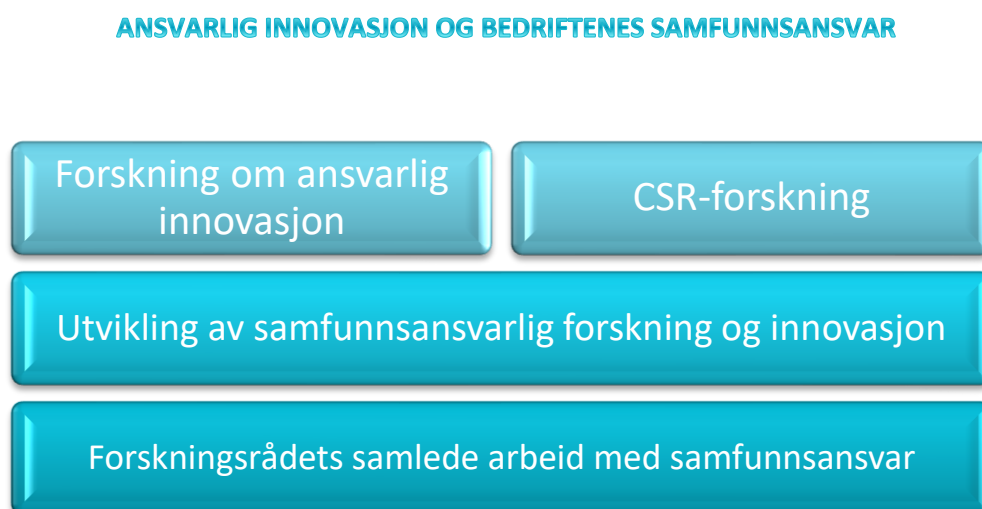 ANSVARLIG INNOVASJON OG BEDRIFTENES SAMFUNNSANSVAR
Forskning om ansvarlig
innovasjon
CSR-forskning
Utvikling av samfunnsansvarlig forskning og innovasjon
Forskningsrådets samlede arbeid med samfunnsansvar